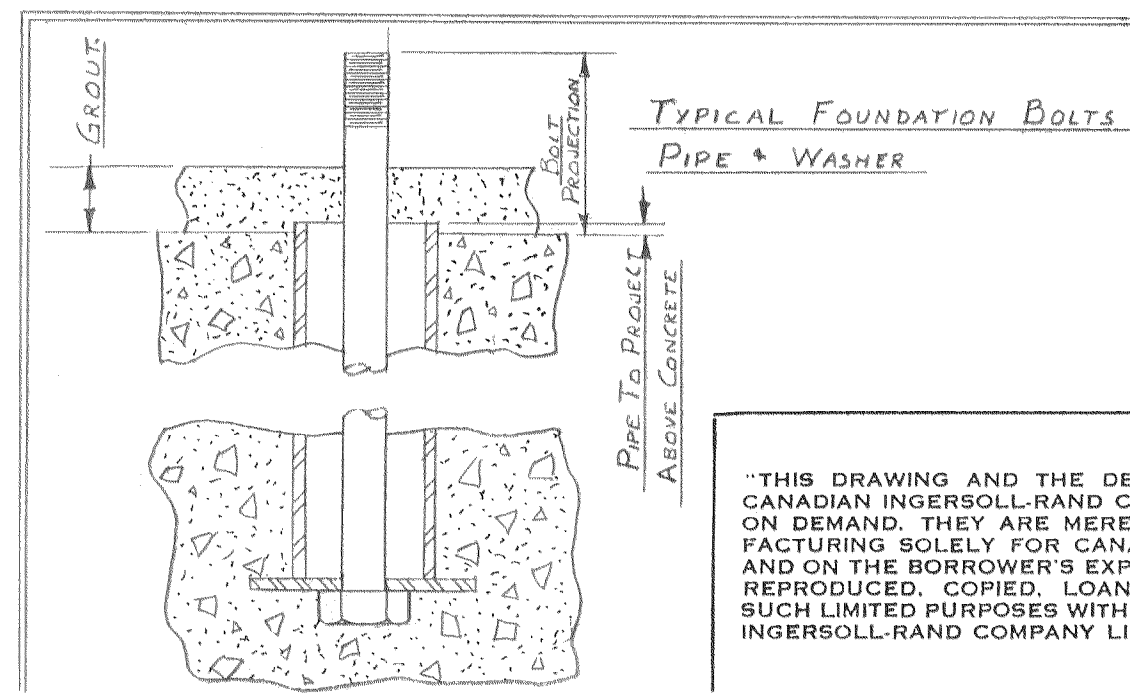 GROUT.
BOLT
PROJECTION
TYPICAL FOUNDATION BOLTS
PIPE & WASHER
PIPE TO PROJECT
ABOVE CONCRETE
"THIS DRAWING AND THE DE
CANADIAN INGERSOLL-RAND C
ON DEMAND. THEY ARE MERE
FACTURING SOLELY FOR CAN
AND ON THE BORROWER'S EXP
REPRODUCED, COPIED, LOAN
SUCH LIMITED PURPOSES WITH
INGERSOLL-RAND COMPANY LI